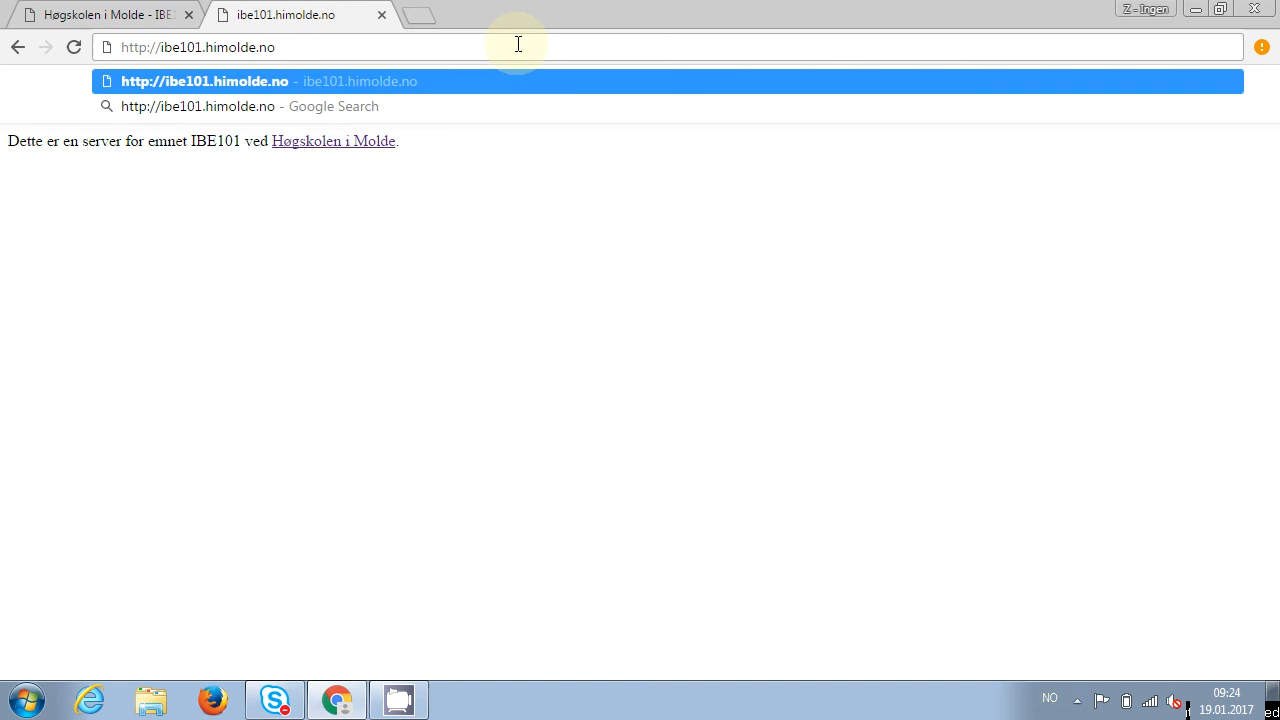 Høgskolen i Molde - IBE
ibe101.himolde.no
Z - Ingen
http://ibe101.himolde.no
http://ibe101.himolde.no - ibe101.himolde.no
http://ibe101.himolde.no - Google Search
Dette er en server for emnet IBE101 ved Høgskolen i Molde.
NO
09:24
19.01.2017